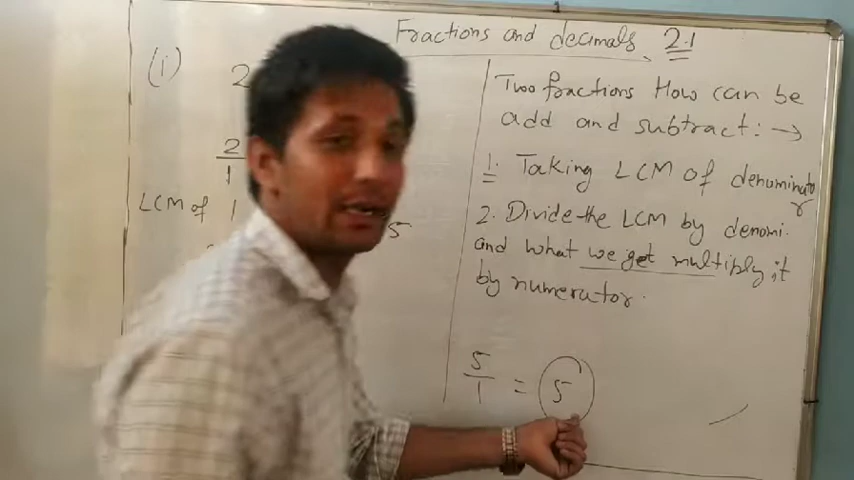 Fractions and decimals 2.1
(i) 2
2/1
LCM of 1
5
Two fractions How can be
add and subtract: →
1. Taking LCM of denuminator
2. Divide the LCM by denomi.
and what we get multiply it
by numerator.
5/1 = 5